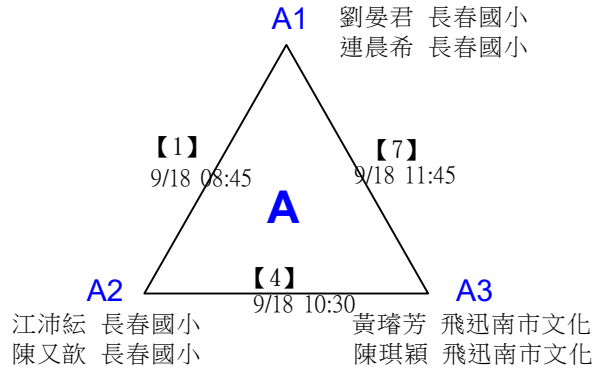 A1
劉晏君 長春國小
連晨希 長春國小
【1】
9/18 08:45
【7】
9/18 11:45
A
【4】
9/18 10:30
A2
江沛紜 長春國小
陳又歆 長春國小
A3
黃璿芳 飛迅南市文化
陳琪穎 飛迅南市文化